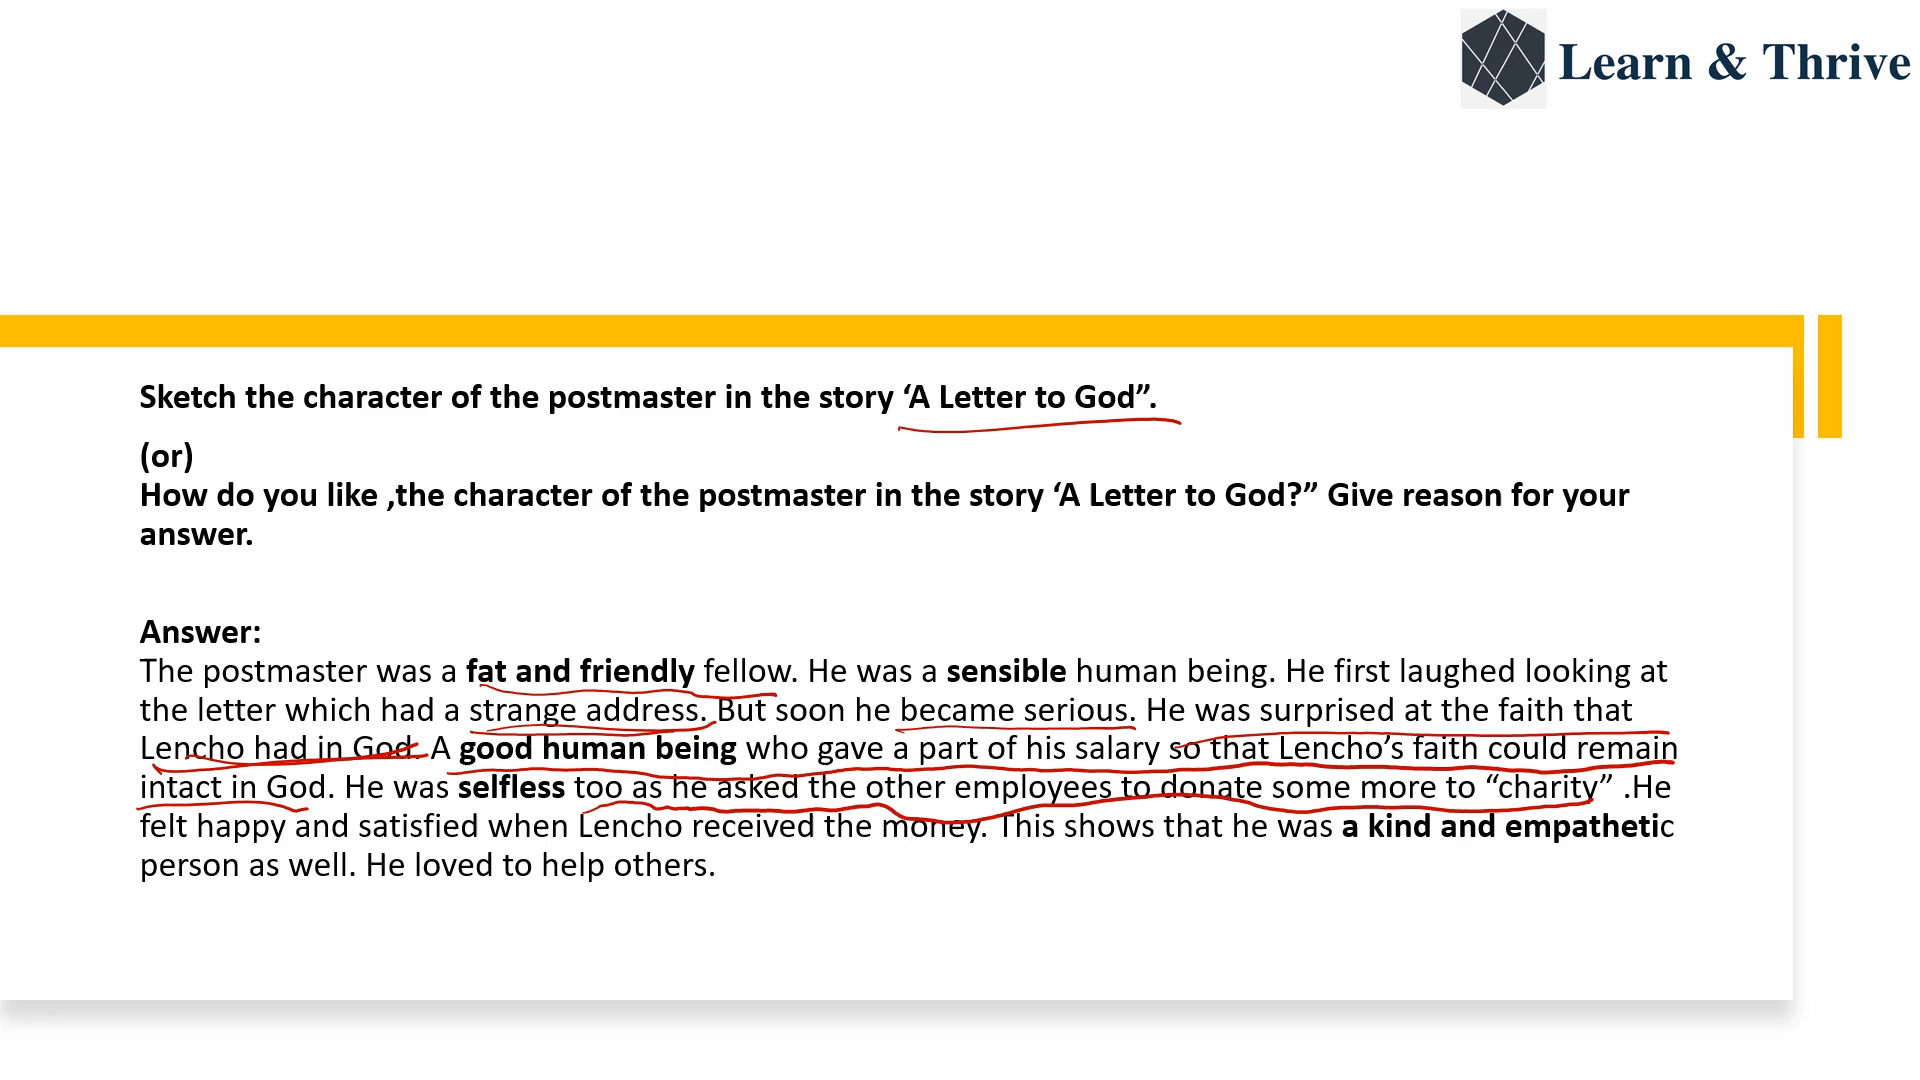 Learn & Thrive
Sketch the character of the postmaster in the story ‘A Letter to God”.
(or)
How do you like ,the character of the postmaster in the story ‘A Letter to God?” Give reason for your
answer.
Answer:
The postmaster was a fat and friendly fellow. He was a sensible human being. He first laughed looking at
the letter which had a strange address. But soon he became serious. He was surprised at the faith that
Lencho had in God. A good human being who gave a part of his salary so that Lencho’s faith could remain
intact in God. He was selfless too as he asked the other employees to donate some more to “charity” .He
felt happy and satisfied when Lencho received the money. This shows that he was a kind and empathetic
person as well. He loved to help others.